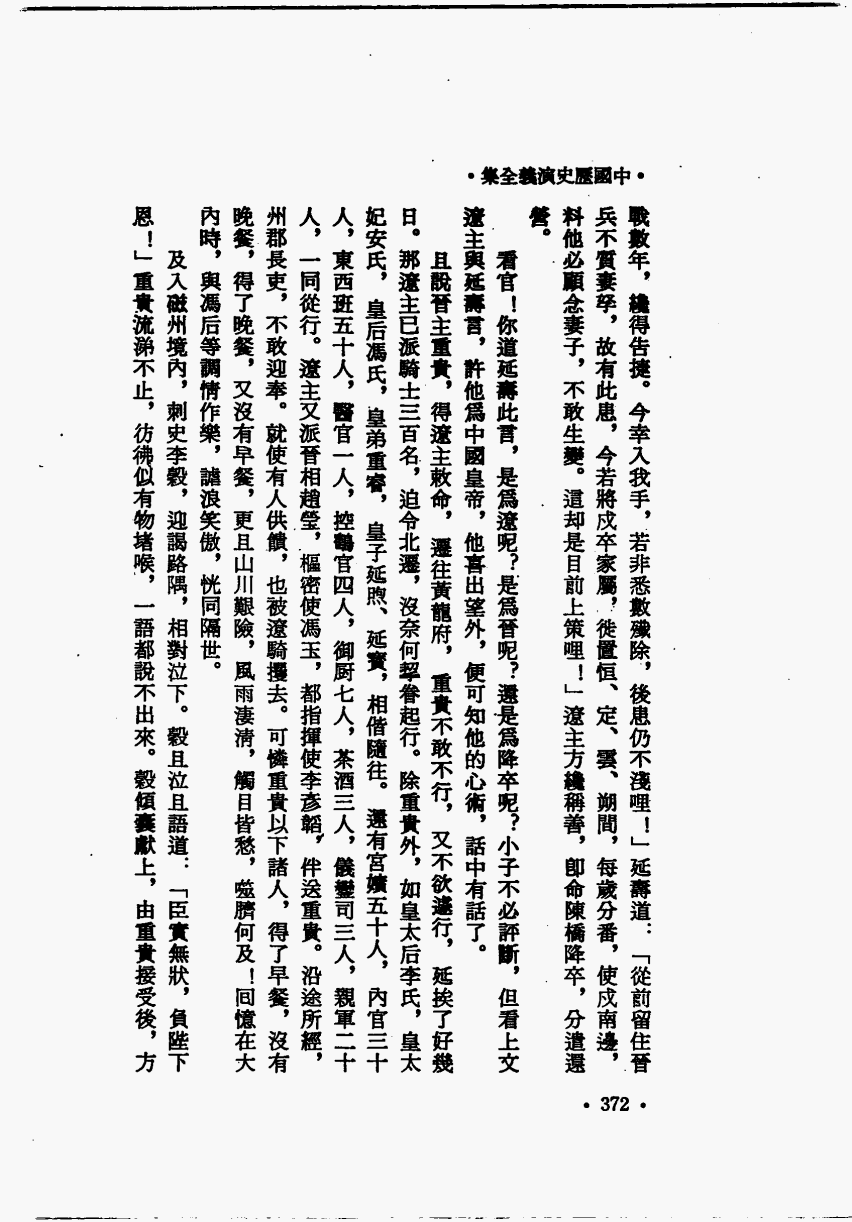 •中國歷史演義全集•
戰數年，纔得告捷。今幸入我手，若非悉數殲除，後患仍不淺哩！」延壽道：「從前留住晉
兵不質妻孥，故有此患，今若將戍卒家屬，徙置恒、定、雲、朔間，每歲分番，使戍南邊，
料他必顧念妻子，不敢生變。這却是目前上策哩！」遼主方纔稱善，卽命陳橋降卒，分遣還
營。
看官！你道延壽此言，是爲遼呢？是爲晉呢？還是爲降卒呢？小子不必評斷，但看上文
遼主與延壽言，許他爲中國皇帝，他喜出望外，便可知他的心術，話中有話了。
且說晉主重貴，得遼主敕命，遷往黃龍府，重貴不敢不行，又不欲遽行，延挨了好幾
日。那遼主已派騎士三百名，迫令北遷，沒奈何挈眷起行。除重貴外，如皇太后李氏，皇太
妃安氏，皇后馮氏，皇弟重睿，皇子延煦、延寶，相偕隨往。還有宮嬪五十人，內官三十
人，東西班五十人，醫官一人，控鶴官四人，御厨七人，茶酒三人，儀鸞司三人，親軍二十
人，一同從行。遼主又派晉相趙瑩，樞密使馮玉，都指揮使李彥韜，伴送重貴。沿途所經，
州郡長吏，不敢迎奉。就使有人供饋，也被遼騎攫去。可憐重貴以下諸人，得了早餐，沒有
晚餐，得了晚餐，又沒有早餐，更且山川艱險，風雨淒清，觸目皆愁，噬臍何及！回憶在大
內時，與馮后等調情作樂，謔浪笑傲，恍同隔世。
及入磁州境內，刺史李穀，迎謁路隅，相對泣下。穀且泣且語道：「臣實無狀，負陛下
恩！」重貴流涕不止，彷彿似有物堵喉，一語都說不出來。穀傾囊獻上，由重貴接受後，方
•372•